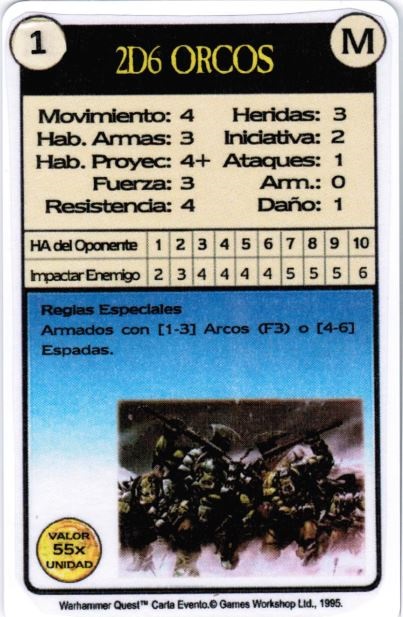 1
M
2D6 ORCOS
Movimiento: 4 Heridas: 3
Hab. Armas: 3 Iniciativa: 2
Hab. Proyec: 4+ Ataques: 1
Fuerza: 3 Arm.: 0
Resistencia: 4 Daño: 1
HA del Oponente 1 2 3 4 5 6 7 8 9 10
Impactar Enemigo 2 3 4 4 4 4 5 5 5 6
Reglas Especiales
Armados con [1-3] Arcos (F3) o [4-6]
Espadas.
VALOR
55x
UNIDAD
Warhammer Quest™ Carta Evento.© Games Workshop Ltd., 1995.